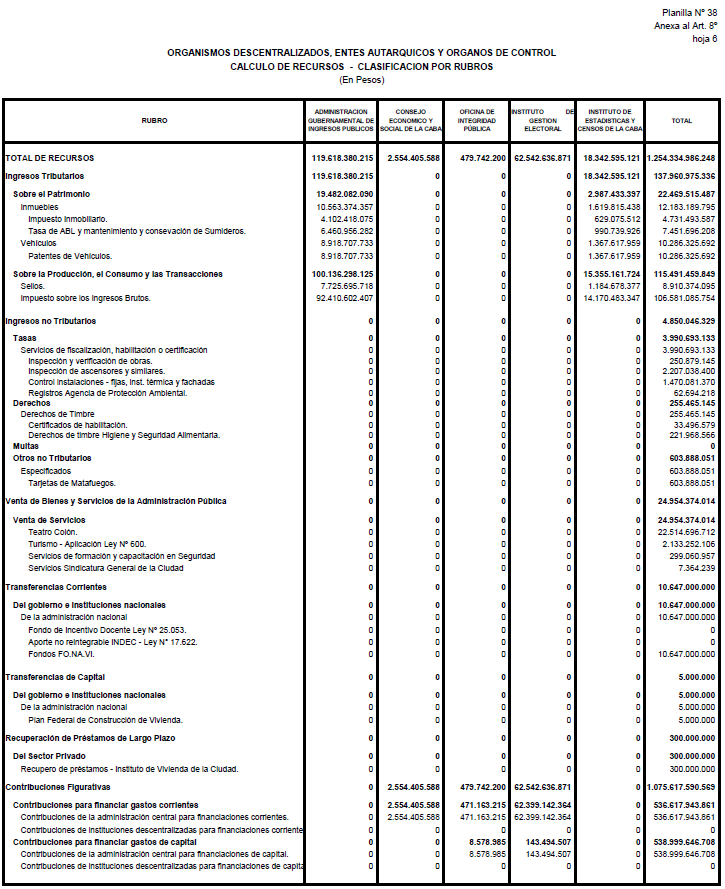 Planilla Nº 38
Anexa al Art. 8º
hoja 6
ORGANISMOS DESCENTRALIZADOS, ENTES AUTARQUICOS Y ORGANOS DE CONTROL
CALCULO DE RECURSOS - CLASIFICACION POR RUBROS
(En Pesos)
RUBRO | ADMINISTRACION GUBERNAMENTAL DE INGRESOS PUBLICOS | CONSEJO ECONOMICO Y SOCIAL DE LA CABA | OFICINA DE INTEGRIDAD PÚBLICA | INSTITUTO DE GESTION ELECTORAL | INSTITUTO DE ESTADISTICAS Y CENSOS DE LA CABA | TOTAL
TOTAL DE RECURSOS 119.618.380.215 2.554.405.588 479.742.200 62.542.636.871 18.342.595.121 1.254.334.986.248
Ingresos Tributarios 119.618.380.215 0 0 0 18.342.595.121 137.960.975.336
Sobre el Patrimonio 19.482.082.090 0 0 0 2.987.433.397 22.469.515.487
Inmuebles 10.563.374.357 0 0 0 1.619.815.438 12.183.189.795
Impuesto Inmobiliario. 4.102.418.075 0 0 0 629.075.512 4.731.493.587
Tasa de ABL y mantenimiento y consevación de Sumideros. 6.460.956.282 0 0 0 990.739.926 7.451.696.208
Vehículos 8.918.707.733 0 0 0 1.367.617.959 10.286.325.692
Patentes de Vehículos. 8.918.707.733 0 0 0 1.367.617.959 10.286.325.692
Sobre la Producción, el Consumo y las Transacciones 100.136.298.125 0 0 0 15.355.161.724 115.491.459.849
Sellos. 7.725.695.718 0 0 0 1.184.678.377 8.910.374.095
Impuesto sobre los Ingresos Brutos. 92.410.602.407 0 0 0 14.170.483.347 106.581.085.754
Ingresos no Tributarios 0 0 0 0 0 4.850.046.329
Tasas 0 0 0 0 0 3.990.693.133
Servicios de fiscalización, habilitación o certificación 0 0 0 0 0 3.990.693.133
Inspección y verificación de obras. 0 0 0 0 0 250.879.145
Inspección de ascensores y similares. 0 0 0 0 0 2.207.038.400
Control instalaciones - fijas, inst. térmica y fachadas 0 0 0 0 0 1.470.081.370
Registros Agencia de Protección Ambiental. 0 0 0 0 0 62.694.218
Derechos 0 0 0 0 0 255.465.145
Derechos de Timbre 0 0 0 0 0 255.465.145
Certificados de habilitación. 0 0 0 0 0 33.496.579
Derechos de timbre Higiene y Seguridad Alimentaria. 0 0 0 0 0 221.968.566
Multas 0 0 0 0 0 0
Otros no Tributarios 0 0 0 0 0 603.888.051
Especificados 0 0 0 0 0 603.888.051
Tarjetas de Matafuegos. 0 0 0 0 0 603.888.051
Venta de Bienes y Servicios de la Administración Pública 0 0 0 0 0 24.954.374.014
Venta de Servicios 0 0 0 0 0 24.954.374.014
Teatro Colón. 0 0 0 0 0 22.514.696.712
Turismo - Aplicación Ley Nº 600. 0 0 0 0 0 2.133.252.106
Servicios de formación y capacitación en Seguridad 0 0 0 0 0 299.060.957
Servicios Sindicatura General de la Ciudad 0 0 0 0 0 7.364.239
Transferencias Corrientes 0 0 0 0 0 10.647.000.000
Del gobierno e instituciones nacionales 0 0 0 0 0 10.647.000.000
De la administración nacional 0 0 0 0 0 10.647.000.000
Fondo de Incentivo Docente Ley Nº 25.053. 0 0 0 0 0 0
Aporte no reintegrable INDEC - Ley N° 17.622. 0 0 0 0 0 0
Fondos FO.NA.VI. 0 0 0 0 0 10.647.000.000
Transferencias de Capital 0 0 0 0 0 5.000.000
Del gobierno e instituciones nacionales 0 0 0 0 0 5.000.000
De la administración nacional 0 0 0 0 0 5.000.000
Plan Federal de Construcción de Vivienda. 0 0 0 0 0 5.000.000
Recuperación de Préstamos de Largo Plazo 0 0 0 0 0 300.000.000
Del Sector Privado 0 0 0 0 0 300.000.000
Recupero de préstamos - Instituto de Vivienda de la Ciudad. 0 0 0 0 0 300.000.000
Contribuciones Figurativas 0 2.554.405.588 479.742.200 62.542.636.871 0 1.075.617.590.569
Contribuciones para financiar gastos corrientes 0 2.554.405.588 471.163.215 62.399.142.364 0 536.617.943.861
Contribuciones de la administración central para financiaciones corrientes. 0 2.554.405.588 471.163.215 62.399.142.364 0 536.617.943.861
Contribuciones de instituciones descentralizadas para financiaciones corriente 0 0 0 0 0 0
Contribuciones para financiar gastos de capital 0 0 8.578.985 143.494.507 0 538.999.646.708
Contribuciones de la administración central para financiaciones de capital. 0 0 8.578.985 143.494.507 0 538.999.646.708
Contribuciones de instituciones descentralizadas para financiaciones de capita 0 0 0 0 0 0